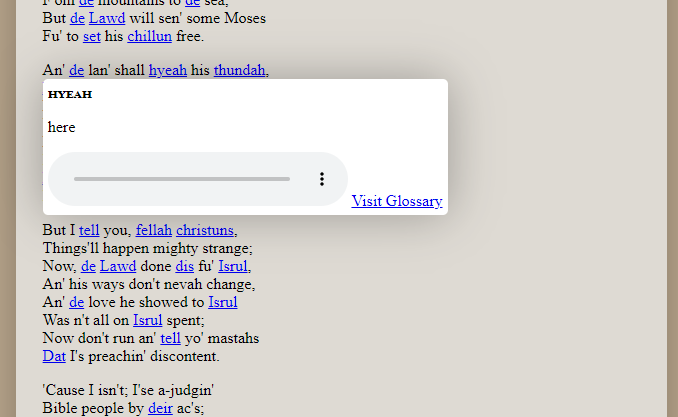 F'om de mountains to de sea,
But de Lawd will sen' some Moses
Fu' to set his chillun free.
An' de lan' shall hyeah his thundah,
HYEAH
here
Visit Glossary
But I tell you, fellah christuns,
Things'll happen mighty strange;
Now, de Lawd done dis fu' Isrul,
An' his ways don't nevah change,
An' de love he showed to Isrul
Was n't all on Isrul spent;
Now don't run an' tell yo' mastahs
Dat I's preachin' discontent.
'Cause I isn't; I'se a-judgin'
Bible people by deir ac's;